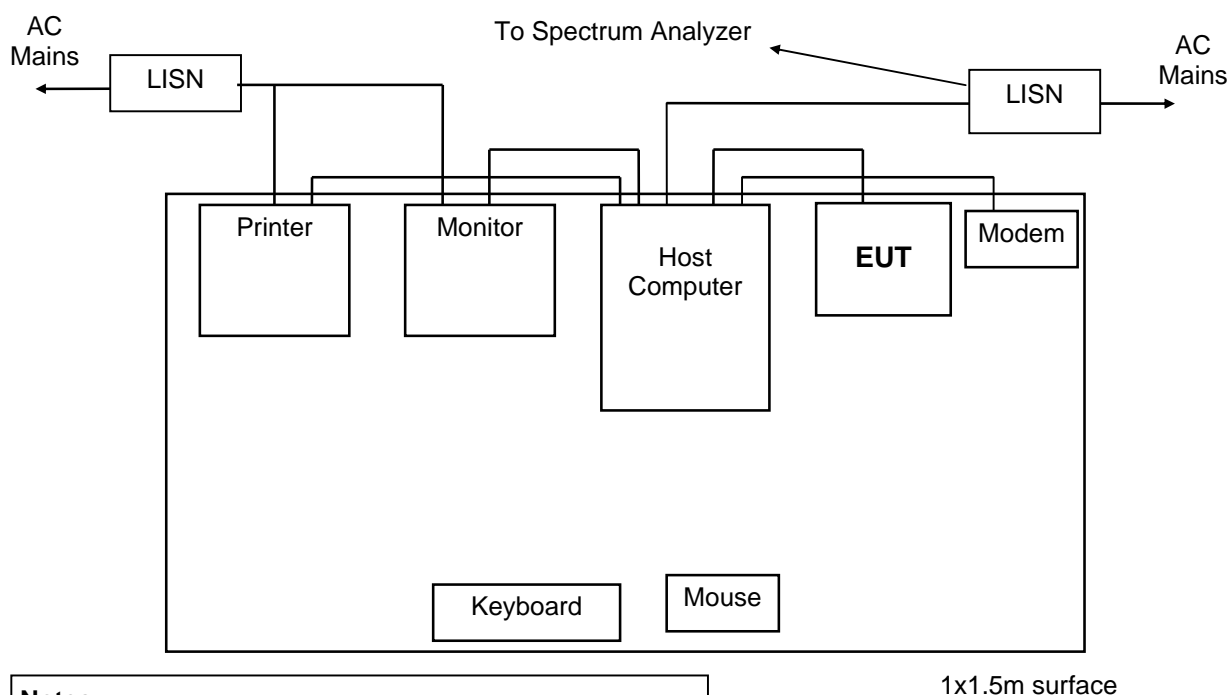 AC
Mains
LISN
To Spectrum Analyzer
LISN
AC
Mains
Printer
Monitor
Host
Computer
EUT
Modem
Keyboard
Mouse
1x1.5m surface